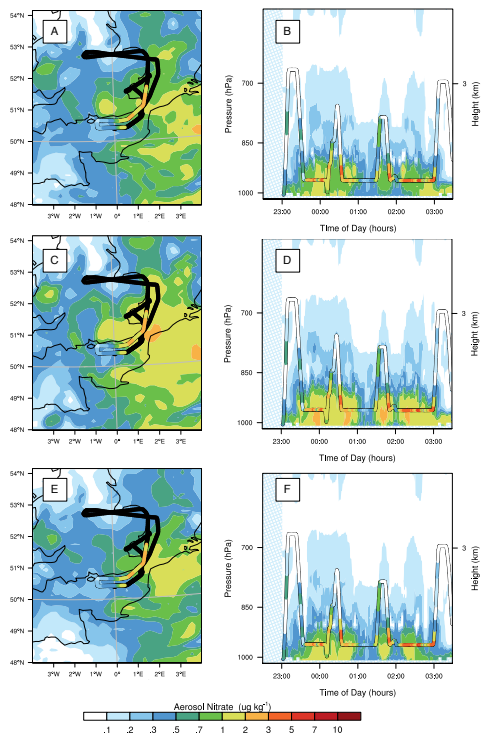 A
54°N
53°N
52°N
51°N
50°N
49°N
48°N
3°W
2°W
1°W
0°
1°E
2°E
3°E
B
Pressure (hPa)
700
850
1000
3
Height (km)
23:00
00:00
01:00
02:00
03:00
TIme of Day (hours)
C
54°N
53°N
52°N
51°N
50°N
49°N
48°N
3°W
2°W
1°W
0°
1°E
2°E
3°E
D
Pressure (hPa)
700
850
1000
3
Height (km)
23:00
00:00
01:00
02:00
03:00
TIme of Day (hours)
E
54°N
53°N
52°N
51°N
50°N
49°N
48°N
3°W
2°W
1°W
0°
1°E
2°E
3°E
F
Pressure (hPa)
700
850
1000
3
Height (km)
23:00
00:00
01:00
02:00
03:00
TIme of Day (hours)
Aerosol Nitrate (ug kg⁻¹)
.1 .2 .3 .5 .7 1 2 3 5 7 10